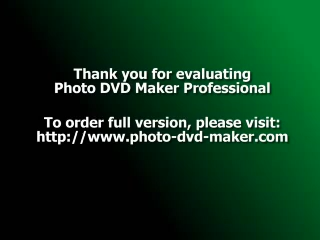 Thank you for evaluating
Photo DVD Maker Professional
To order full version, please visit:
http://www.photo-dvd-maker.com